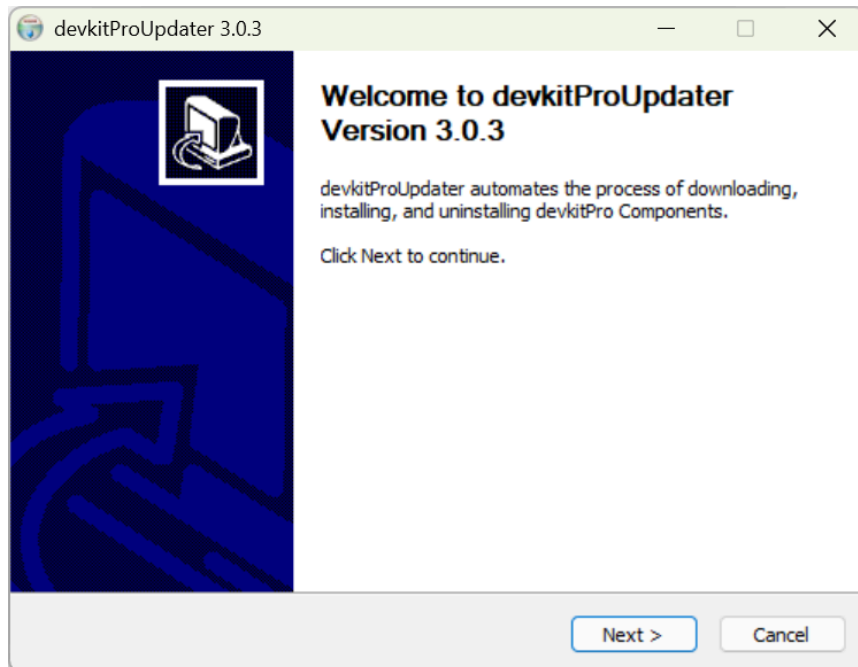 devkitProUpdater 3.0.3
Welcome to devkitProUpdater
Version 3.0.3
devkitProUpdater automates the process of downloading,
installing, and uninstalling devkitPro Components.
Click Next to continue.
Next >
Cancel